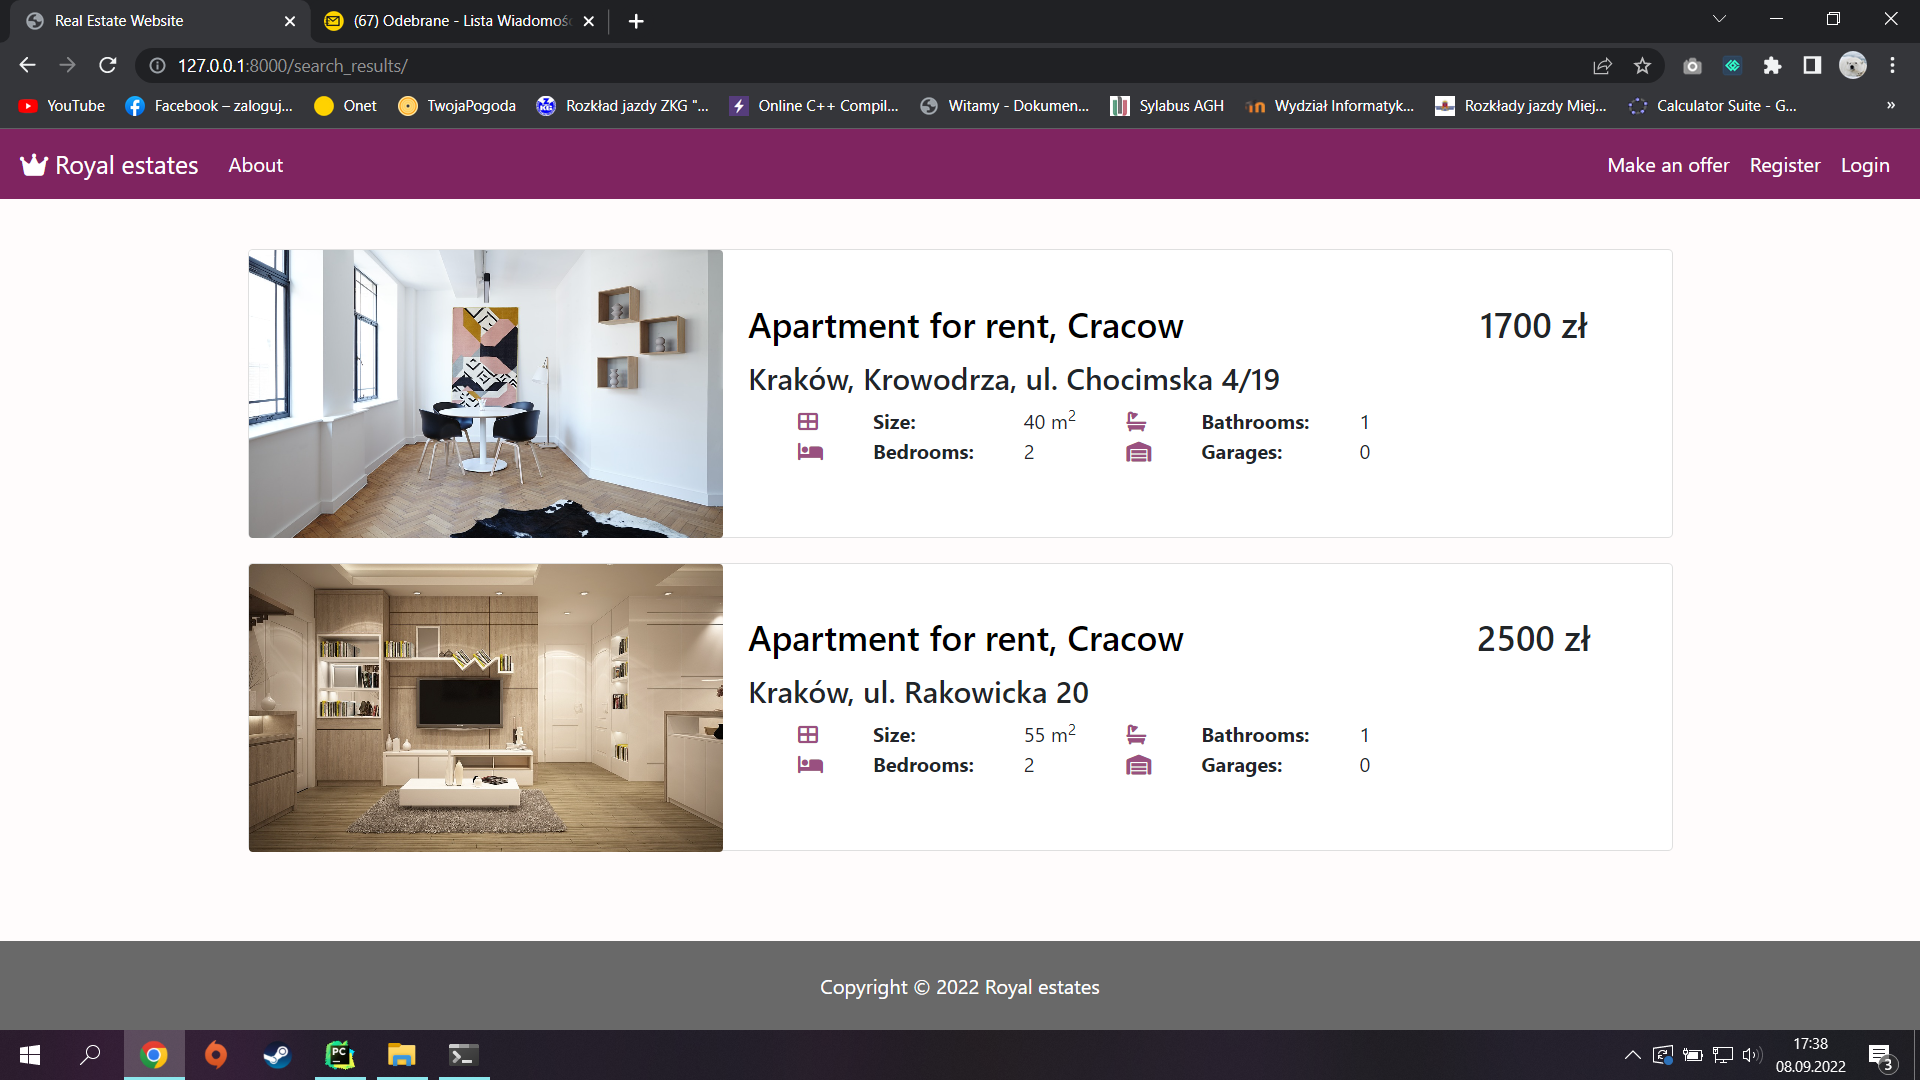 Real Estate Website
(67) Odebrane - Lista Wiadomość
127.0.0.1:8000/search_results/
YouTube
Facebook – zaloguj...
Onet
TwojaPogoda
Rozkład jazdy ZKG "...
Online C++ Compil...
Witamy - Dokumen...
Sylabus AGH
Wydział Informatyk...
Rozkłady jazdy Miej...
Calculator Suite - G...
»
Royal estates
About
Make an offer
Register
Login
Apartment for rent, Cracow
1700 zł
Kraków, Krowodrza, ul. Chocimska 4/19
Size: 40 m² Bathrooms: 1
Bedrooms: 2 Garages: 0
Apartment for rent, Cracow
2500 zł
Kraków, ul. Rakowicka 20
Size: 55 m² Bathrooms: 1
Bedrooms: 2 Garages: 0
Copyright © 2022 Royal estates
PC
17:38
08.09.2022
3